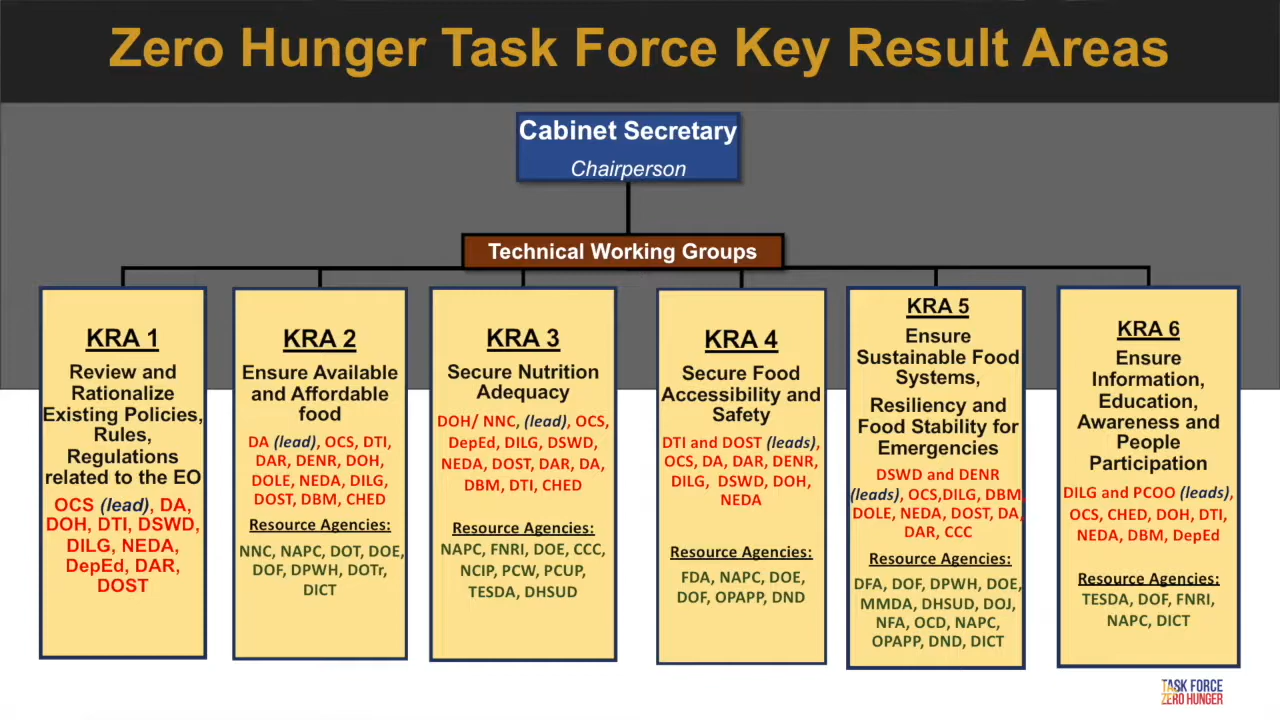 Zero Hunger Task Force Key Result Areas
Cabinet Secretary
Chairperson
Technical Working Groups
KRA 1
Review and
Rationalize
Existing Policies,
Rules,
Regulations
related to the EO
OCS (lead), DA,
DOH, DTI, DSWD,
DILG, NEDA,
DepEd, DAR,
DOST
KRA 2
Ensure Available
and Affordable
food
DA (lead), OCS, DTI,
DAR, DENR, DOH,
DOLE, NEDA, DILG,
DOST, DBM, CHED
Resource Agencies:
NNC, NAPC, DOT, DOE,
DOF, DPWH, DOTr,
DICT
KRA 3
Secure Nutrition
Adequacy
DOH/ NNC, (lead), OCS,
DepEd, DILG, DSWD,
NEDA, DOST, DAR, DA,
DBM, DTI, CHED
Resource Agencies:
NAPC, FNRI, DOE, CCC,
NCIP, PCW, PCUP,
TESDA, DHSUD
KRA 4
Secure Food
Accessibility and
Safety
DTI and DOST (leads),
OCS, DA, DAR, DENR,
DILG, DSWD, DOH,
NEDA
Resource Agencies:
FDA, NAPC, DOE,
DOF, OPAPP, DND
KRA 5
Ensure
Sustainable Food
Systems,
Resiliency and
Food Stability for
Emergencies
DSWD and DENR
(leads), OCS,DILG, DBM,
DOLE, NEDA, DOST, DA,
DAR, CCC
Resource Agencies:
DFA, DOF, DPWH, DOE,
MMDA, DHSUD, DOJ,
NFA, OCD, NAPC,
OPAPP, DND, DICT
KRA 6
Ensure
Information,
Education,
Awareness and
People
Participation
DILG and PCOO (leads),
OCS, CHED, DOH, DTI,
NEDA, DBM, DepEd
Resource Agencies:
TESDA, DOF, FNRI,
NAPC, DICT
TASK FORCE
ZERO HUNGER